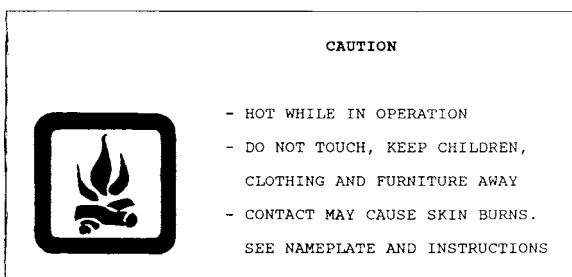 CAUTION
- HOT WHILE IN OPERATION
- DO NOT TOUCH, KEEP CHILDREN,
CLOTHING AND FURNITURE AWAY
- CONTACT MAY CAUSE SKIN BURNS.
SEE NAMEPLATE AND INSTRUCTIONS